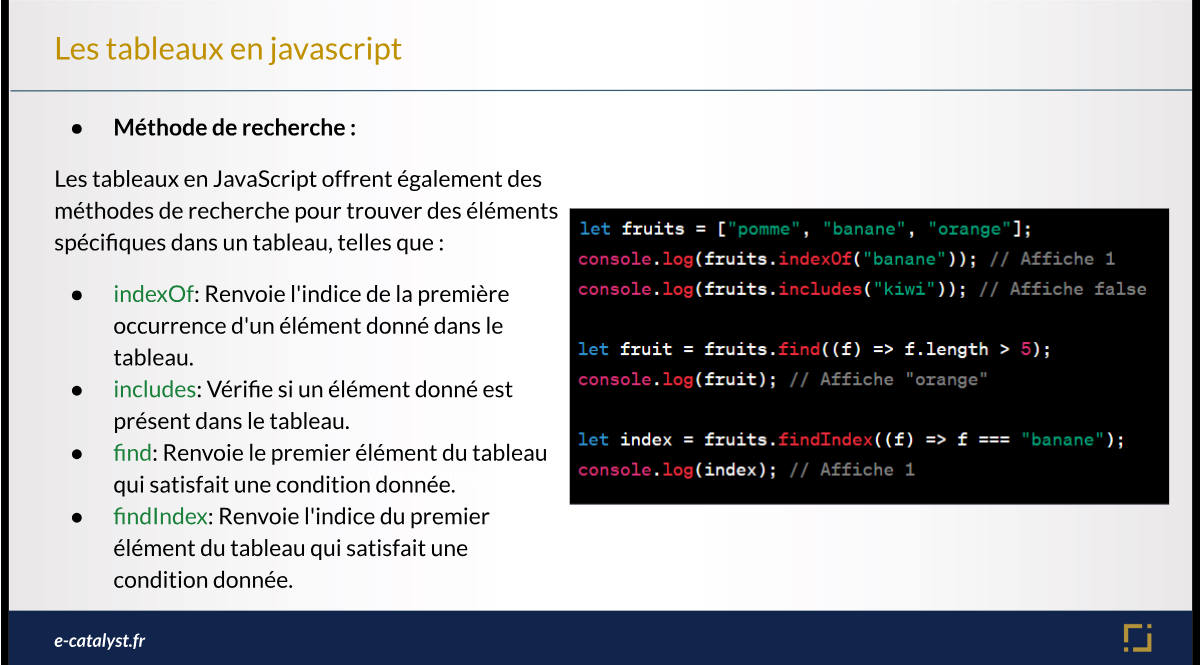 Les tableaux en javascript
● Méthode de recherche :
Les tableaux en JavaScript offrent également des
méthodes de recherche pour trouver des éléments
spécifiques dans un tableau, telles que :
● indexOf: Renvoie l'indice de la première
occurrence d'un élément donné dans le
tableau.
● includes: Vérifie si un élément donné est
présent dans le tableau.
● find: Renvoie le premier élément du tableau
qui satisfait une condition donnée.
● findIndex: Renvoie l'indice du premier
élément du tableau qui satisfait une
condition donnée.
let fruits = ["pomme", "banane", "orange"];
console.log(fruits.indexOf("banane")); // Affiche 1
console.log(fruits.includes("kiwi")); // Affiche false
let fruit = fruits.find((f) => f.length > 5);
console.log(fruit); // Affiche "orange"
let index = fruits.findIndex((f) => f === "banane");
console.log(index); // Affiche 1
e-catalyst.fr